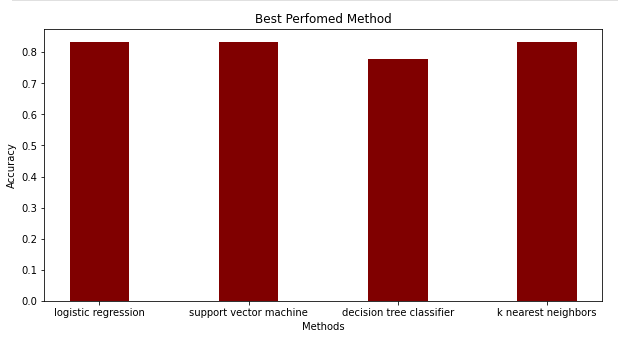 Best Perfomed Method
Accuracy
0.8
0.7
0.6
0.5
0.4
0.3
0.2
0.1
0.0
logistic regression
support vector machine
decision tree classifier
k nearest neighbors
Methods